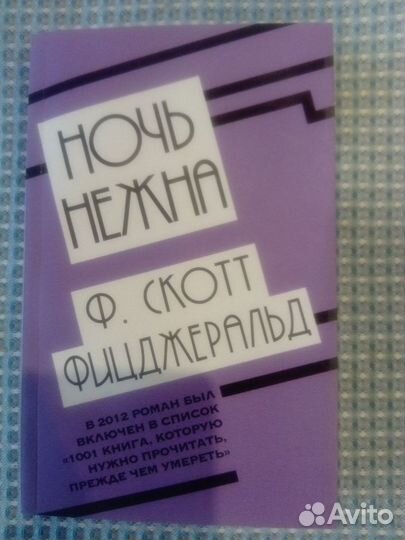 НОЧЬ
НЕЖНА
Ф. СКОТТ
ФИЦДЖЕРАЛЬД
В 2012 РОМАН БЫЛ
ВКЛЮЧЕН В СПИСОК
«1001 КНИГА, КОТОРУЮ
НУЖНО ПРОЧИТАТЬ,
ПРЕЖДЕ ЧЕМ УМЕРЕТЬ»
Avito